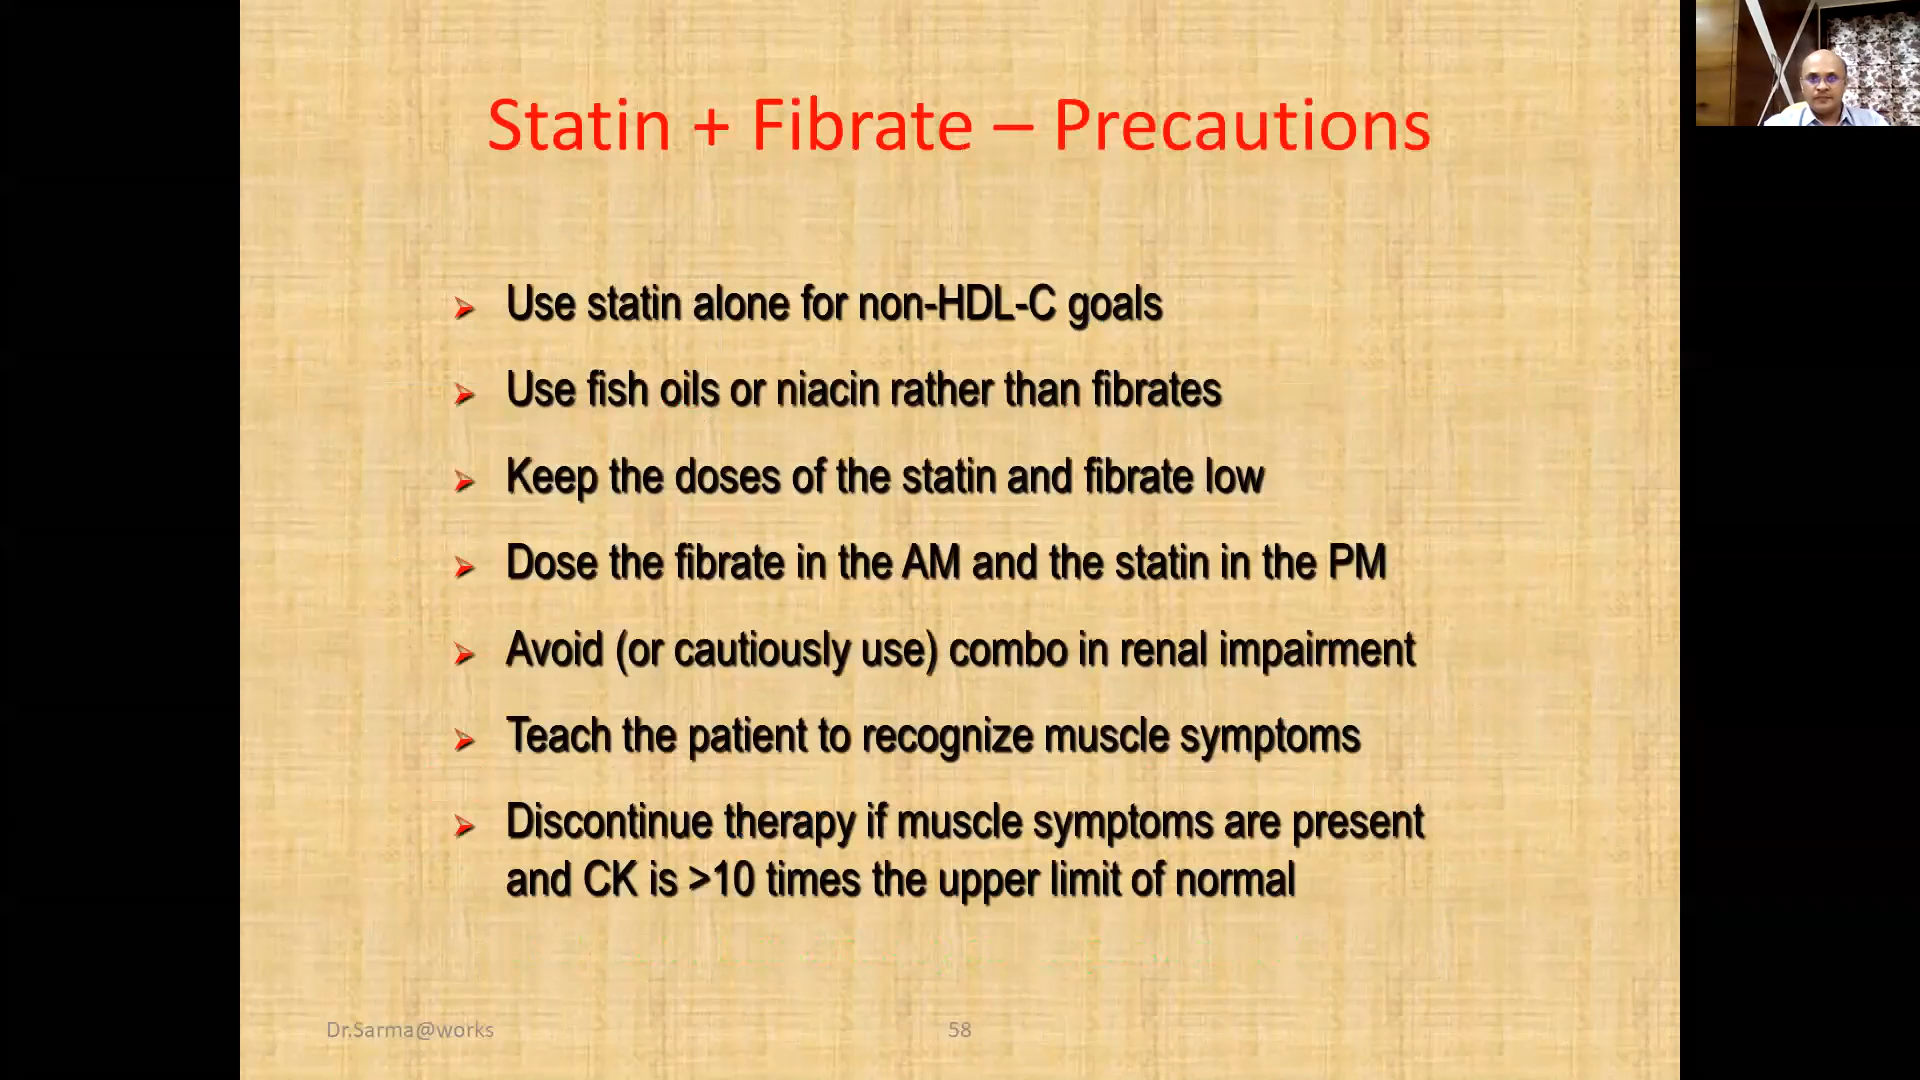 Statin + Fibrate – Precautions
Use statin alone for non-HDL-C goals
Use fish oils or niacin rather than fibrates
Keep the doses of the statin and fibrate low
Dose the fibrate in the AM and the statin in the PM
Avoid (or cautiously use) combo in renal impairment
Teach the patient to recognize muscle symptoms
Discontinue therapy if muscle symptoms are present
and CK is >10 times the upper limit of normal
Dr.Sarma@works
58